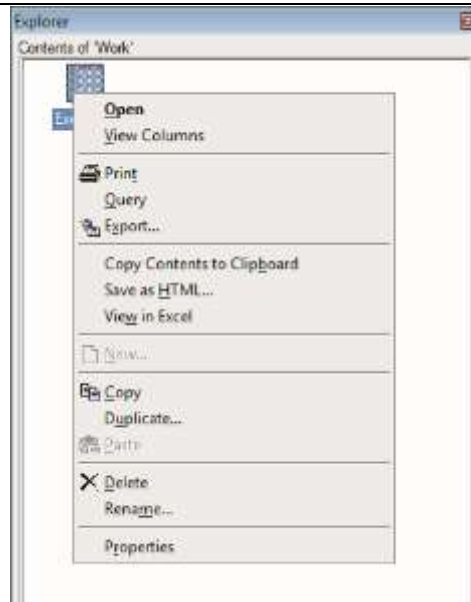 Explorer
Contents of 'Work'
Open
View Columns
Print
Query
Export...
Copy Contents to Clipboard
Save as HTML...
View in Excel
New...
Copy
Duplicate...
Paste
Delete
Rename...
Properties